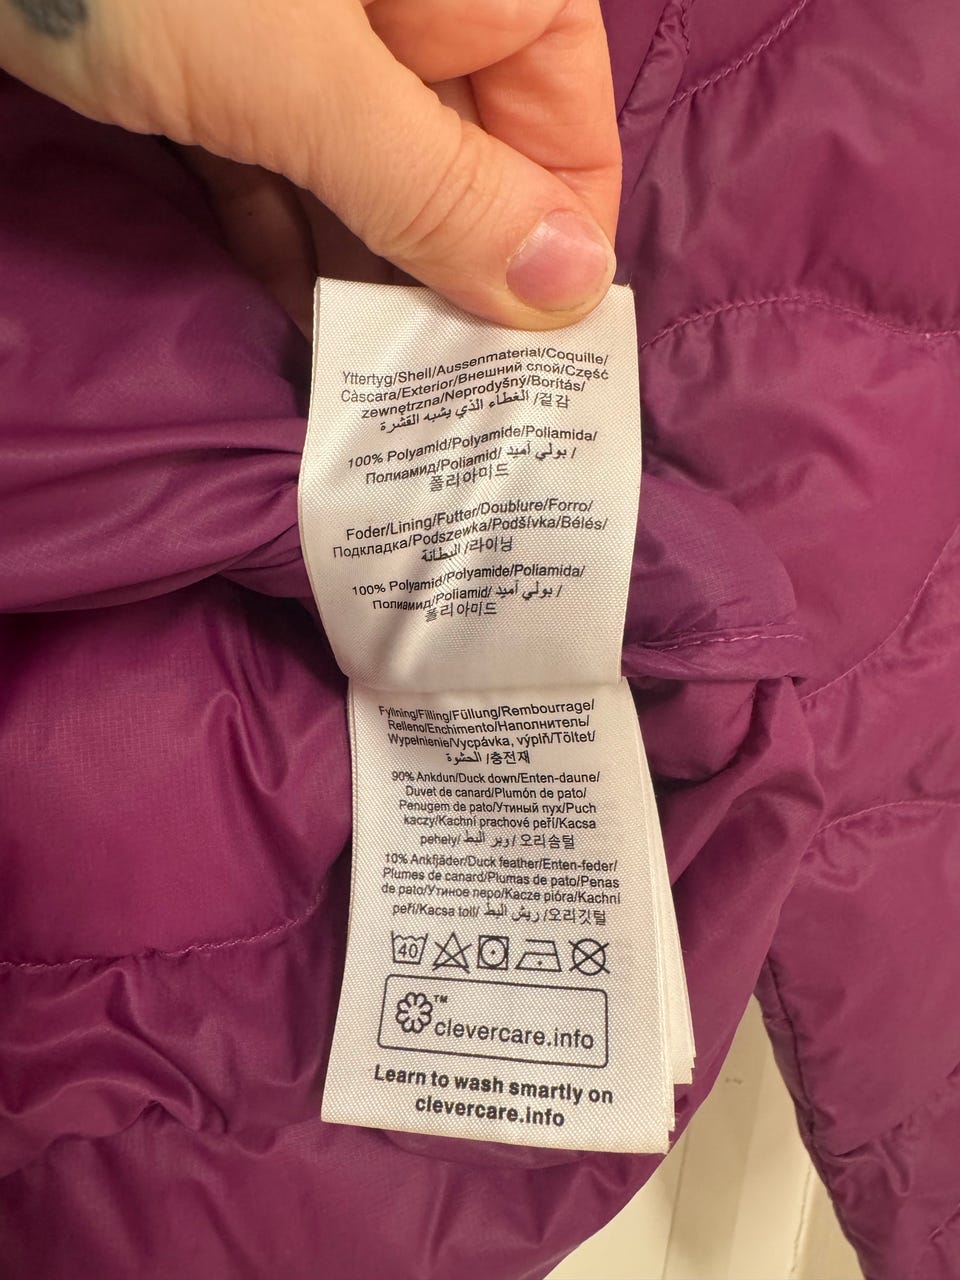 Yttertyg/Shell/Aussenmaterial/Coquille/
Càscara/Exterior/Внешний слой/Część
zewnętrzna/Neprodyšný/Borítás/
الغطاء الذي يشبه القشرة /겉감
100% Polyamid/Polyamide/Poliamida/
Полиамид/Poliamid/ بولي أميد /
폴리아미드
Foder/Lining/Futter/Doublure/Forro/
Подкладка/Podszewka/Podšívka/Bélés/
البطانة /라이닝
100% Polyamid/Polyamide/Poliamida/
Полиамид/Poliamid/ بولي أميد /
폴리아미드
Fyllning/Filling/Füllung/Rembourrage/
Relleno/Enchimento/Наполнитель/
Wypełnienie/Vycpávka, výplň/Töltet/
الحشوة /충전재
90% Ankdun/Duck down/Enten-daune/
Duvet de canard/Plumón de pato/
Penugem de pato/Утиный пух/Puch
kaczy/Kachní prachové peří/Kacsa
pehely/ وبر البط /오리솜털
10% Ankfjäder/Duck feather/Enten-feder/
Plumes de canard/Plumas de pato/Penas
de pato/Утиное перо/Kacze pióra/Kachní
peří/Kacsa toll/ ريش البط /오리깃털
40
™
clevercare.info
Learn to wash smartly on
clevercare.info